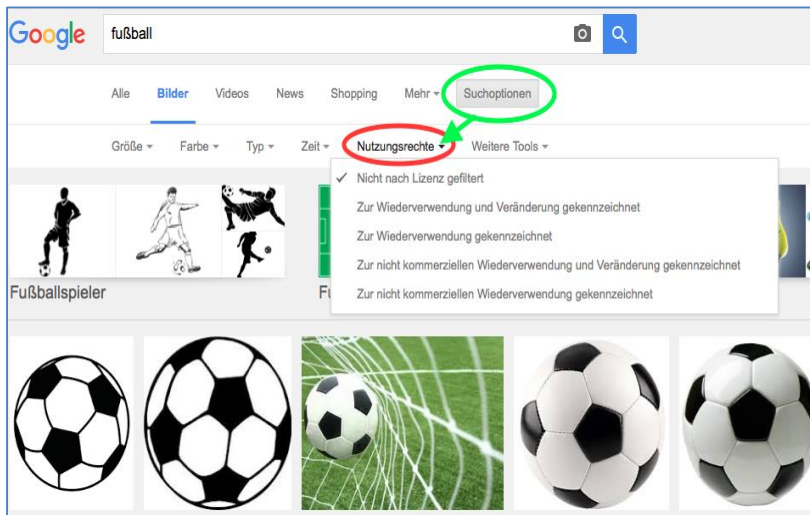 Google fußball
Alle Bilder Videos News Shopping Mehr Suchoptionen
Größe Farbe Typ Zeit Nutzungsrechte Weitere Tools
Nicht nach Lizenz gefiltert
Zur Wiederverwendung und Veränderung gekennzeichnet
Zur Wiederverwendung gekennzeichnet
Zur nicht kommerziellen Wiederverwendung und Veränderung gekennzeichnet
Zur nicht kommerziellen Wiederverwendung gekennzeichnet
Fußballspieler